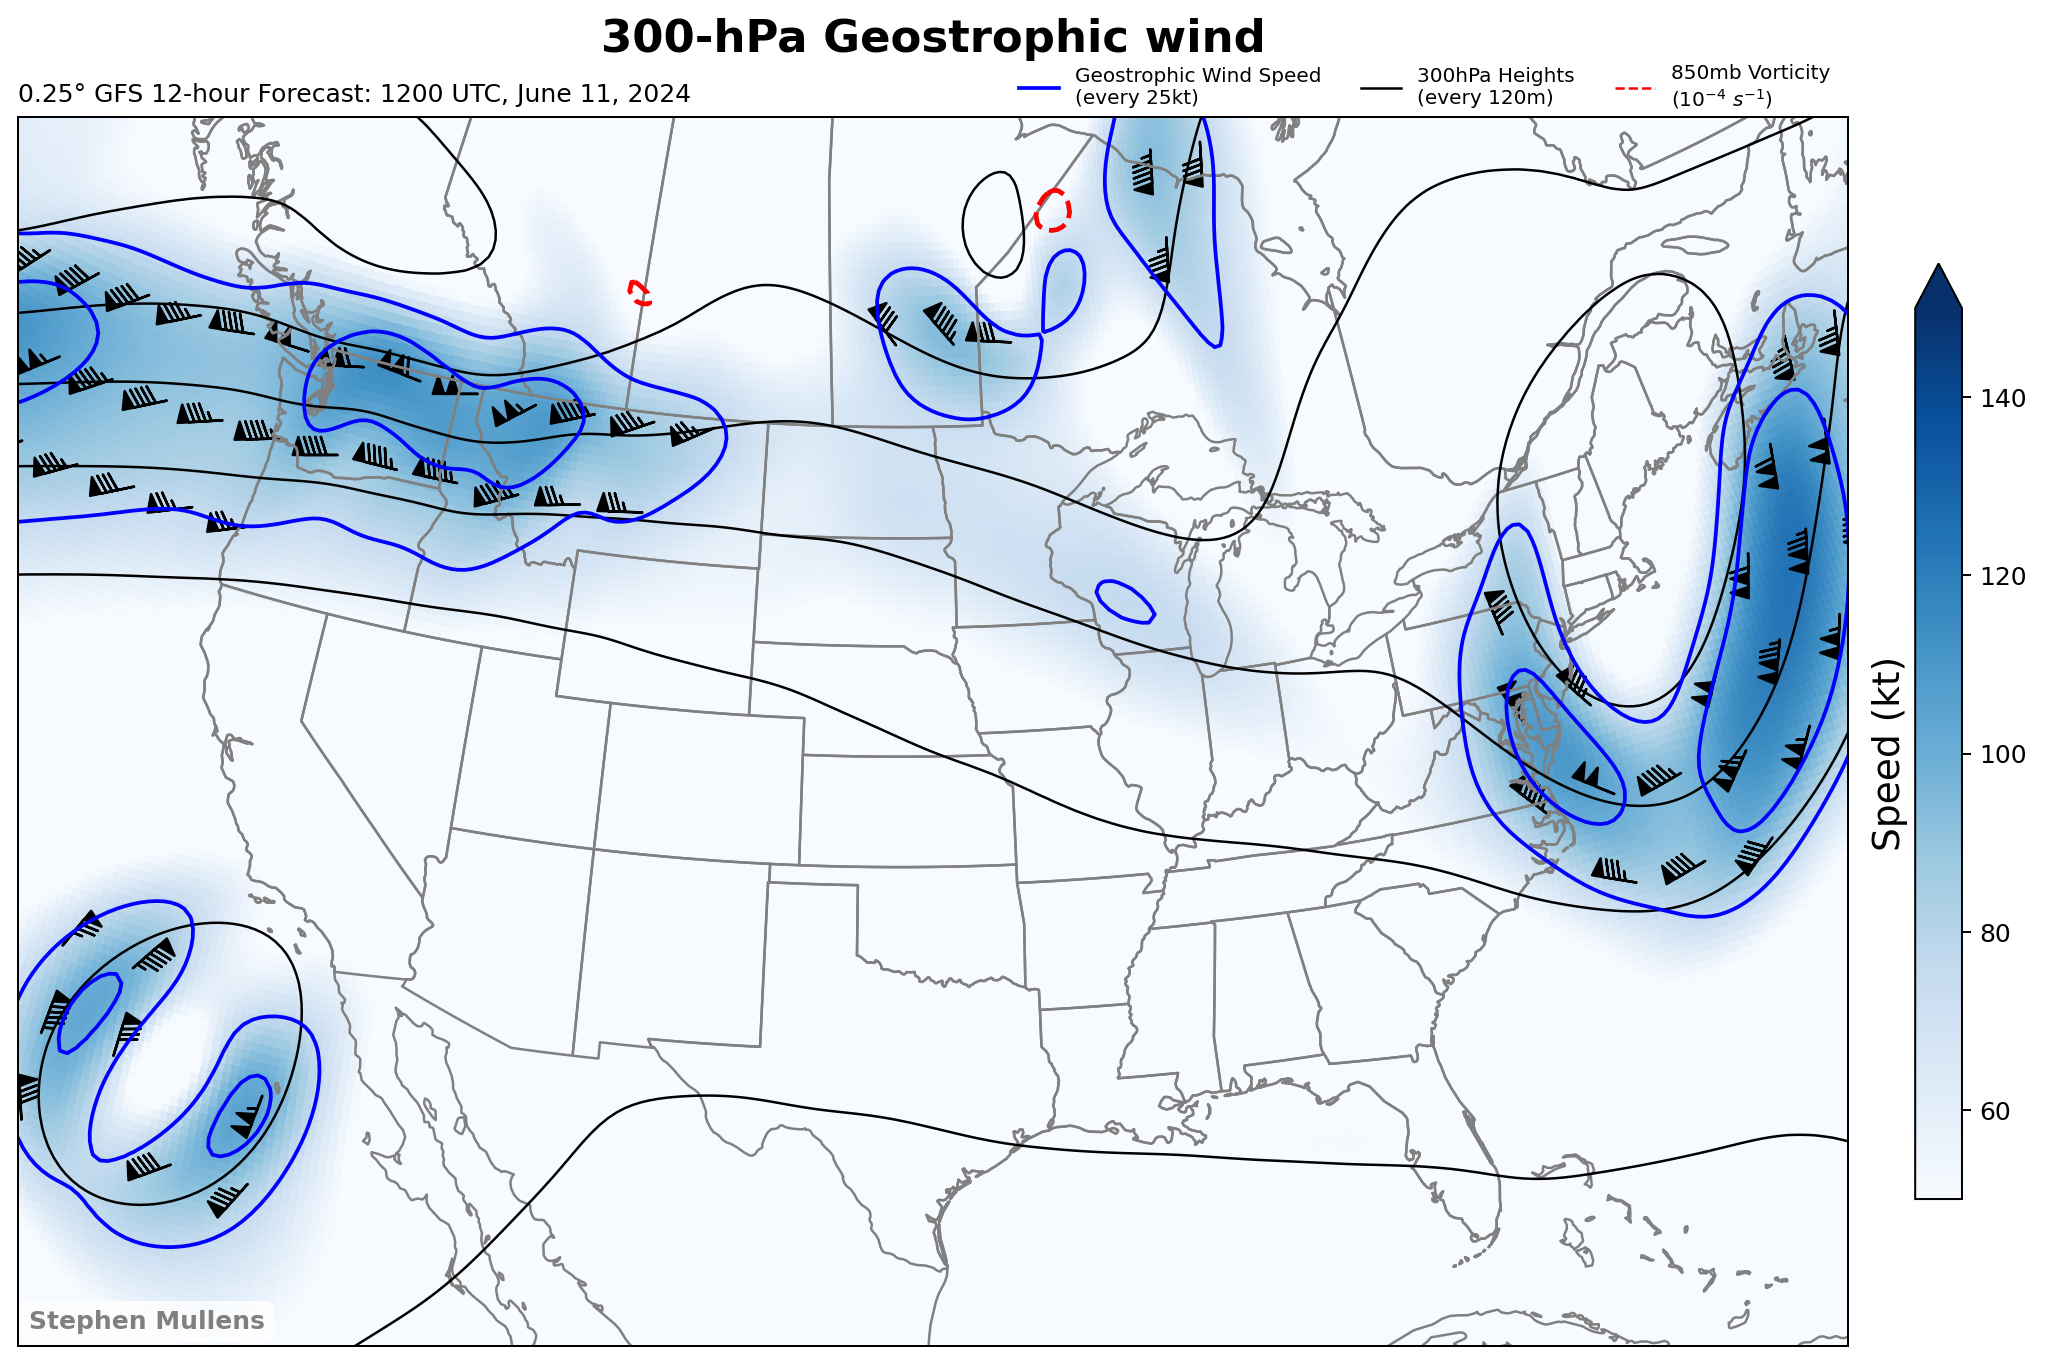 300-hPa Geostrophic wind
0.25° GFS 12-hour Forecast: 1200 UTC, June 11, 2024
Geostrophic Wind Speed
(every 25kt)
300hPa Heights
(every 120m)
850mb Vorticity
(10⁻⁴ s⁻¹)
140
120
100
80
60
Speed (kt)
Stephen Mullens